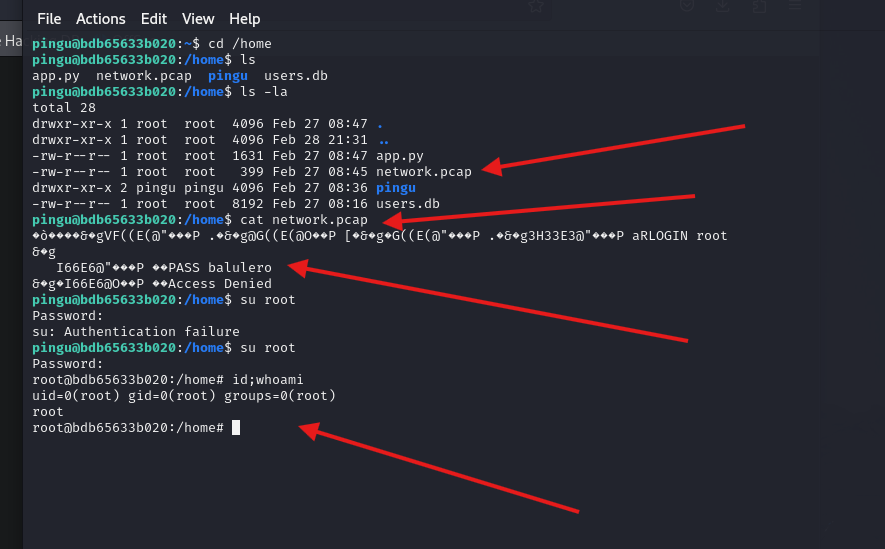 File Actions Edit View Help
pingu@bdb65633b020:~$ cd /home
pingu@bdb65633b020:/home$ ls
app.py network.pcap pingu users.db
pingu@bdb65633b020:/home$ ls -la
total 28
drwxr-xr-x 1 root root 4096 Feb 27 08:47 .
drwxr-xr-x 1 root root 4096 Feb 28 21:31 ..
-rw-r--r-- 1 root root 1631 Feb 27 08:47 app.py
-rw-r--r-- 1 root root 399 Feb 27 08:45 network.pcap
drwxr-xr-x 2 pingu pingu 4096 Feb 27 08:36 pingu
-rw-r--r-- 1 root root 8192 Feb 27 08:16 users.db
pingu@bdb65633b020:/home$ cat network.pcap
�ò����&�gVF((E(@"���P .�&�g@G((E(@O��P [�&�g�G((E(@"���P .�&�g3H33E3@"���P aRLOGIN root
&�g
I66E6@"���P ��PASS balulero
&�g�I66E6@O��P ��Access Denied
pingu@bdb65633b020:/home$ su root
Password:
su: Authentication failure
pingu@bdb65633b020:/home$ su root
Password:
root@bdb65633b020:/home# id;whoami
uid=0(root) gid=0(root) groups=0(root)
root
root@bdb65633b020:/home#